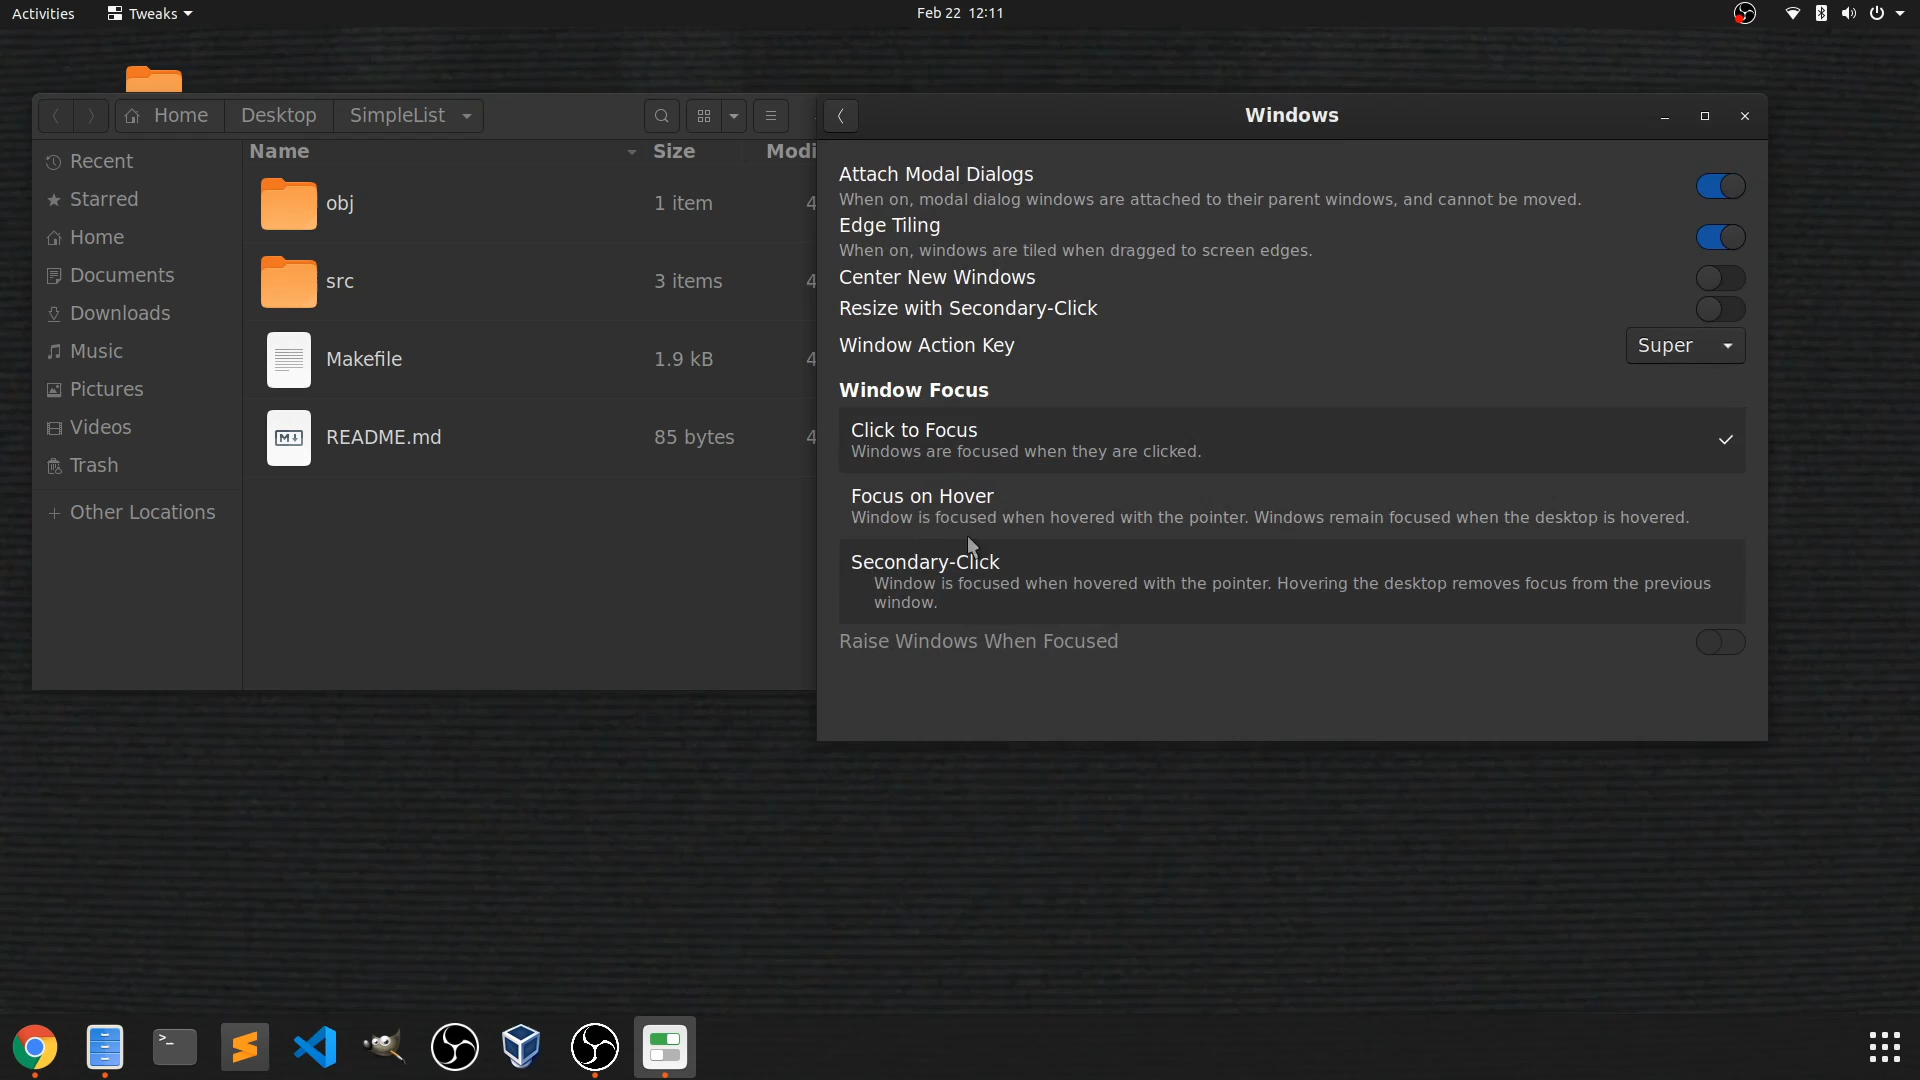 Activities
Tweaks
Feb 22 12:11
Home
Desktop
SimpleList
Name
Size
Modi
Recent
Starred
Home
Documents
Downloads
Music
Pictures
Videos
Trash
Other Locations
obj
1 item
4
src
3 items
4
Makefile
1.9 kB
4
README.md
85 bytes
4
Windows
Attach Modal Dialogs
When on, modal dialog windows are attached to their parent windows, and cannot be moved.
Edge Tiling
When on, windows are tiled when dragged to screen edges.
Center New Windows
Resize with Secondary-Click
Window Action Key
Super
Window Focus
Click to Focus
Windows are focused when they are clicked.
Focus on Hover
Window is focused when hovered with the pointer. Windows remain focused when the desktop is hovered.
Secondary-Click
Window is focused when hovered with the pointer. Hovering the desktop removes focus from the previous
window.
Raise Windows When Focused